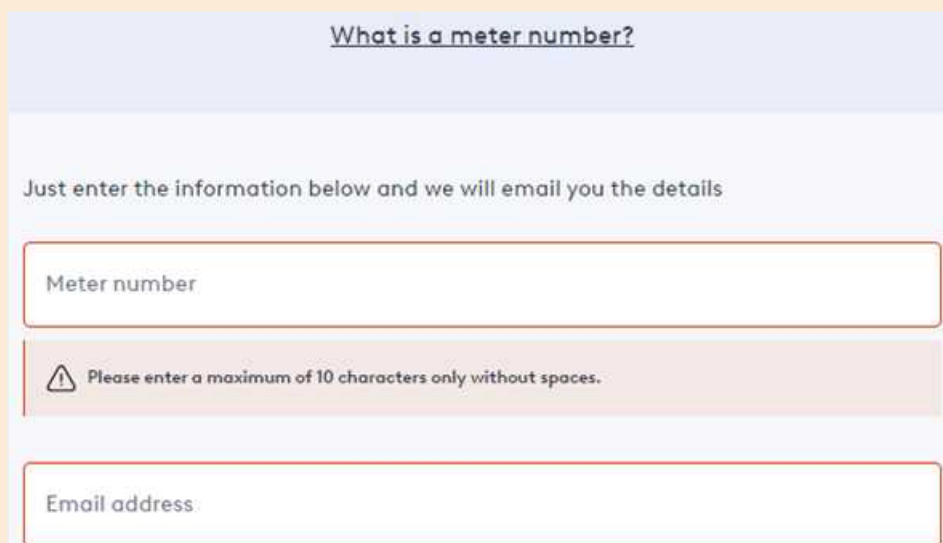 What is a meter number?
Just enter the information below and we will email you the details
Meter number
Please enter a maximum of 10 characters only without spaces.
Email address